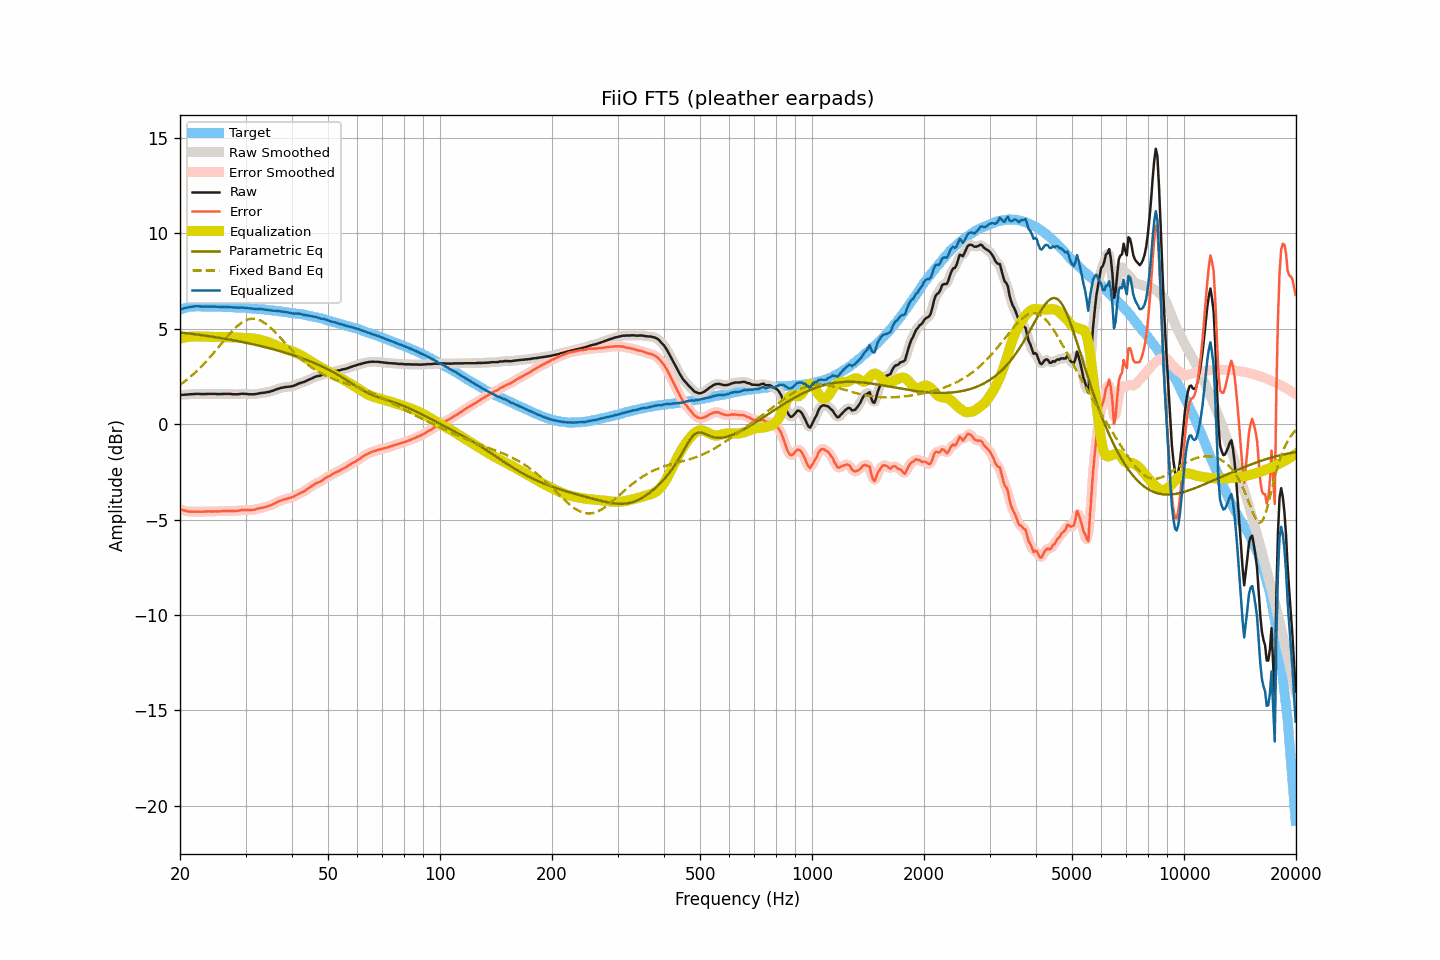 FiiO FT5 (pleather earpads)
Target
Raw Smoothed
Error Smoothed
Raw
Error
Equalization
Parametric Eq
Fixed Band Eq
Equalized
15
10
5
0
−5
−10
−15
−20
Amplitude (dBr)
20 50 100 200 500 1000 2000 5000 10000 20000
Frequency (Hz)